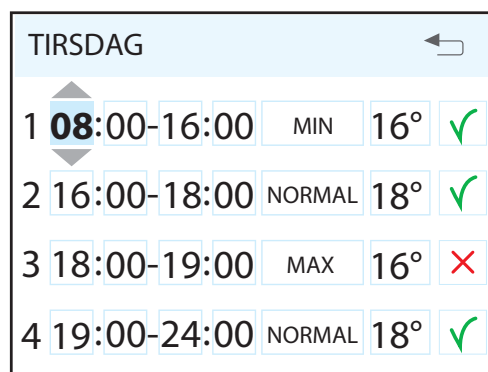 TIRSDAG
1 08:00-16:00 MIN 16°
2 16:00-18:00 NORMAL 18°
3 18:00-19:00 MAX 16°
4 19:00-24:00 NORMAL 18°